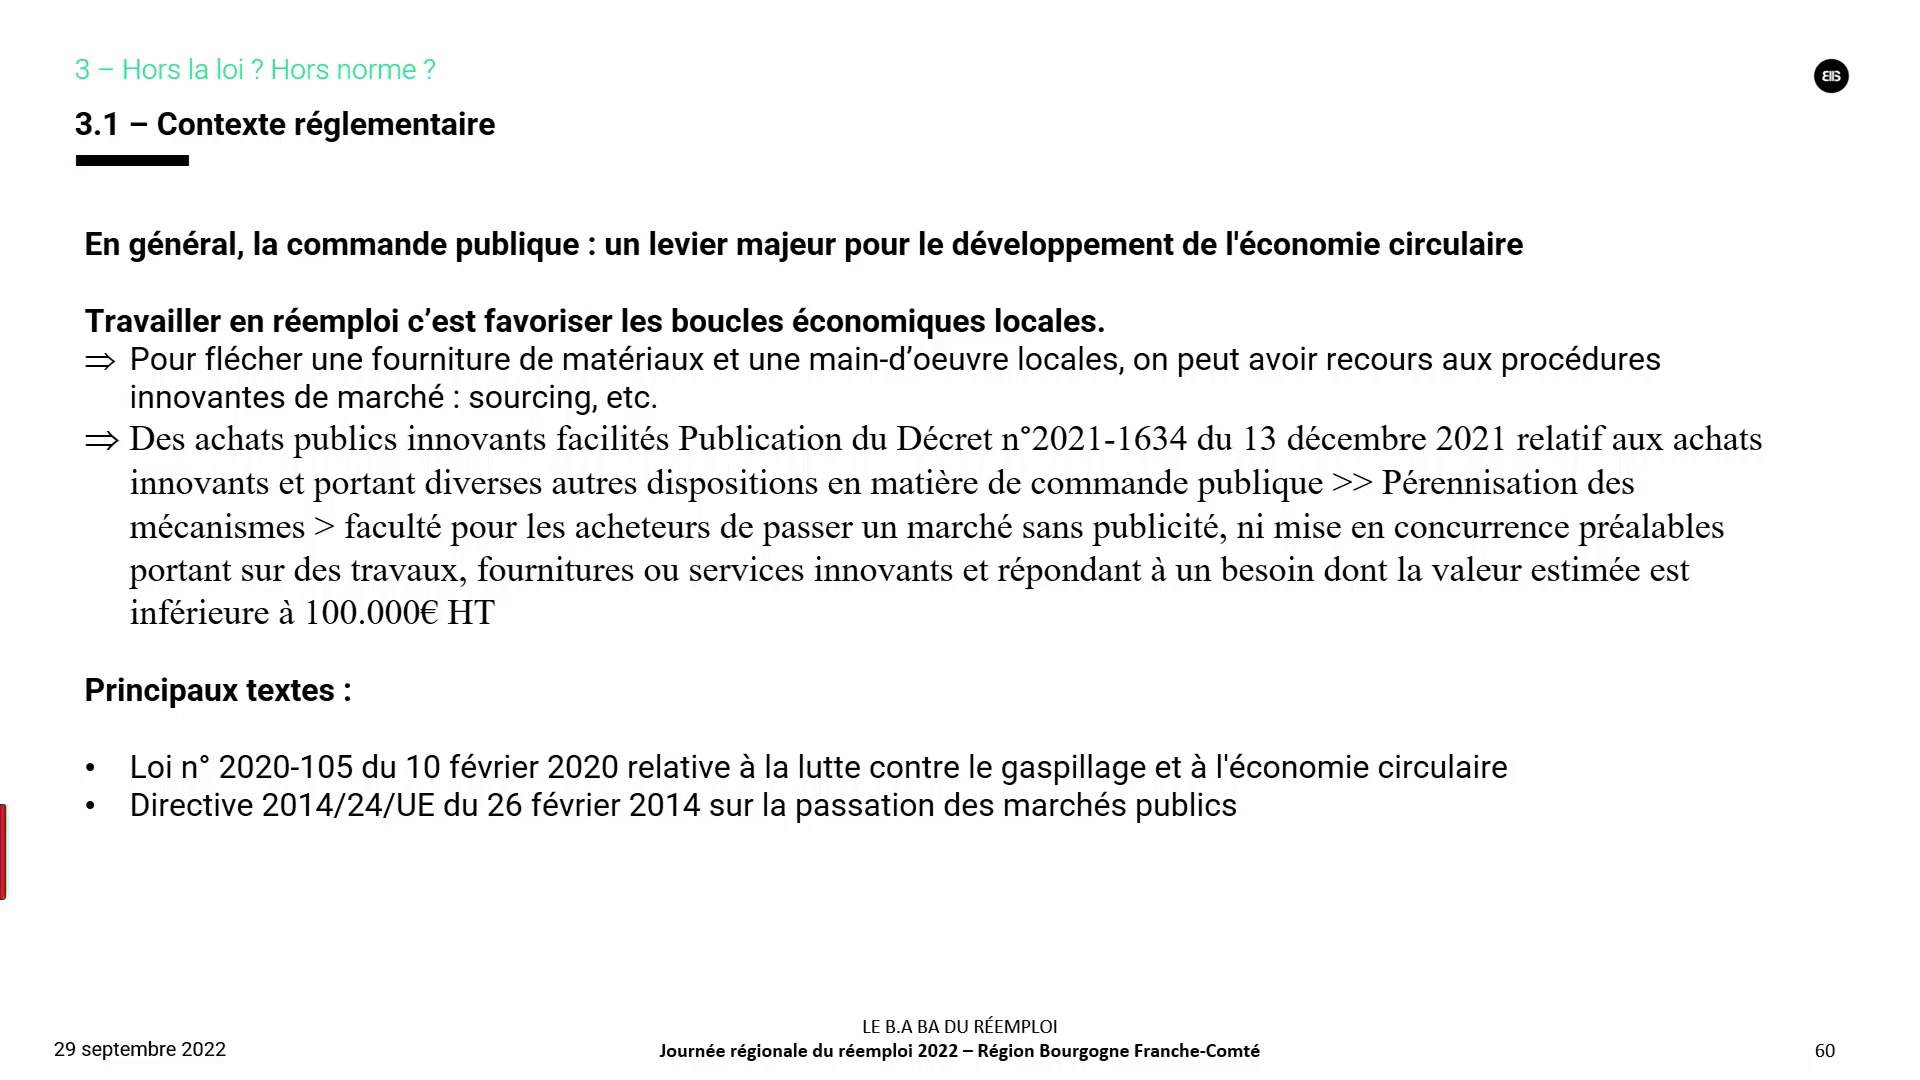 3 – Hors la loi ? Hors norme ?
3.1 – Contexte réglementaire
En général, la commande publique : un levier majeur pour le développement de l'économie circulaire
Travailler en réemploi c’est favoriser les boucles économiques locales.
⇒ Pour flécher une fourniture de matériaux et une main-d’oeuvre locales, on peut avoir recours aux procédures
innovantes de marché : sourcing, etc.
⇒ Des achats publics innovants facilités Publication du Décret n°2021-1634 du 13 décembre 2021 relatif aux achats
innovants et portant diverses autres dispositions en matière de commande publique >> Pérennisation des
mécanismes > faculté pour les acheteurs de passer un marché sans publicité, ni mise en concurrence préalables
portant sur des travaux, fournitures ou services innovants et répondant à un besoin dont la valeur estimée est
inférieure à 100.000€ HT
Principaux textes :
• Loi n° 2020-105 du 10 février 2020 relative à la lutte contre le gaspillage et à l'économie circulaire
• Directive 2014/24/UE du 26 février 2014 sur la passation des marchés publics
LE B.A BA DU RÉEMPLOI
29 septembre 2022
Journée régionale du réemploi 2022 – Région Bourgogne Franche-Comté
60